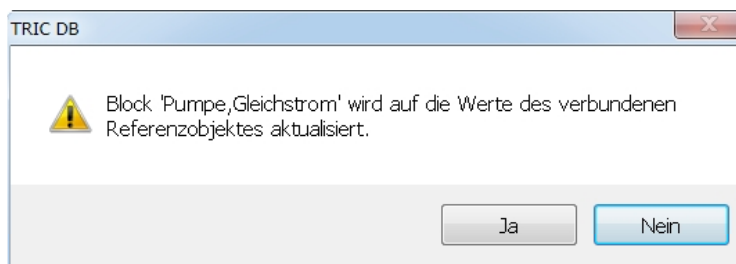 TRIC DB
Block 'Pumpe,Gleichstrom' wird auf die Werte des verbundenen
Referenzobjektes aktualisiert.
Ja
Nein